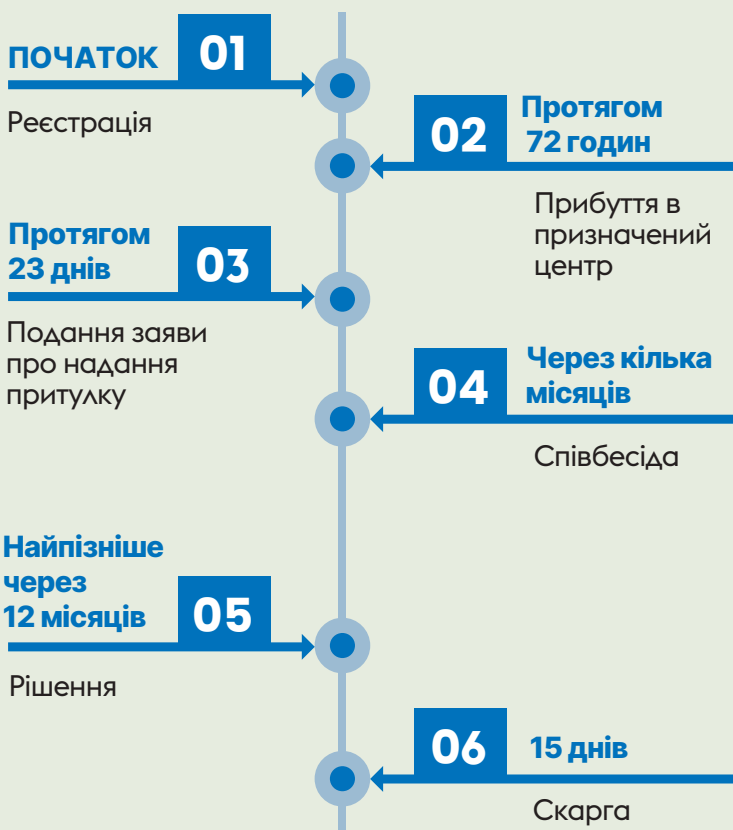 ПОЧАТОК
01
Реєстрація
02
Протягом
72 годин
Прибуття в
призначений
центр
Протягом
23 днів
03
Подання заяви
про надання
притулку
04
Через кілька
місяців
Співбесіда
Найпізніше
через
12 місяців
05
Рішення
06
15 днів
Скарга